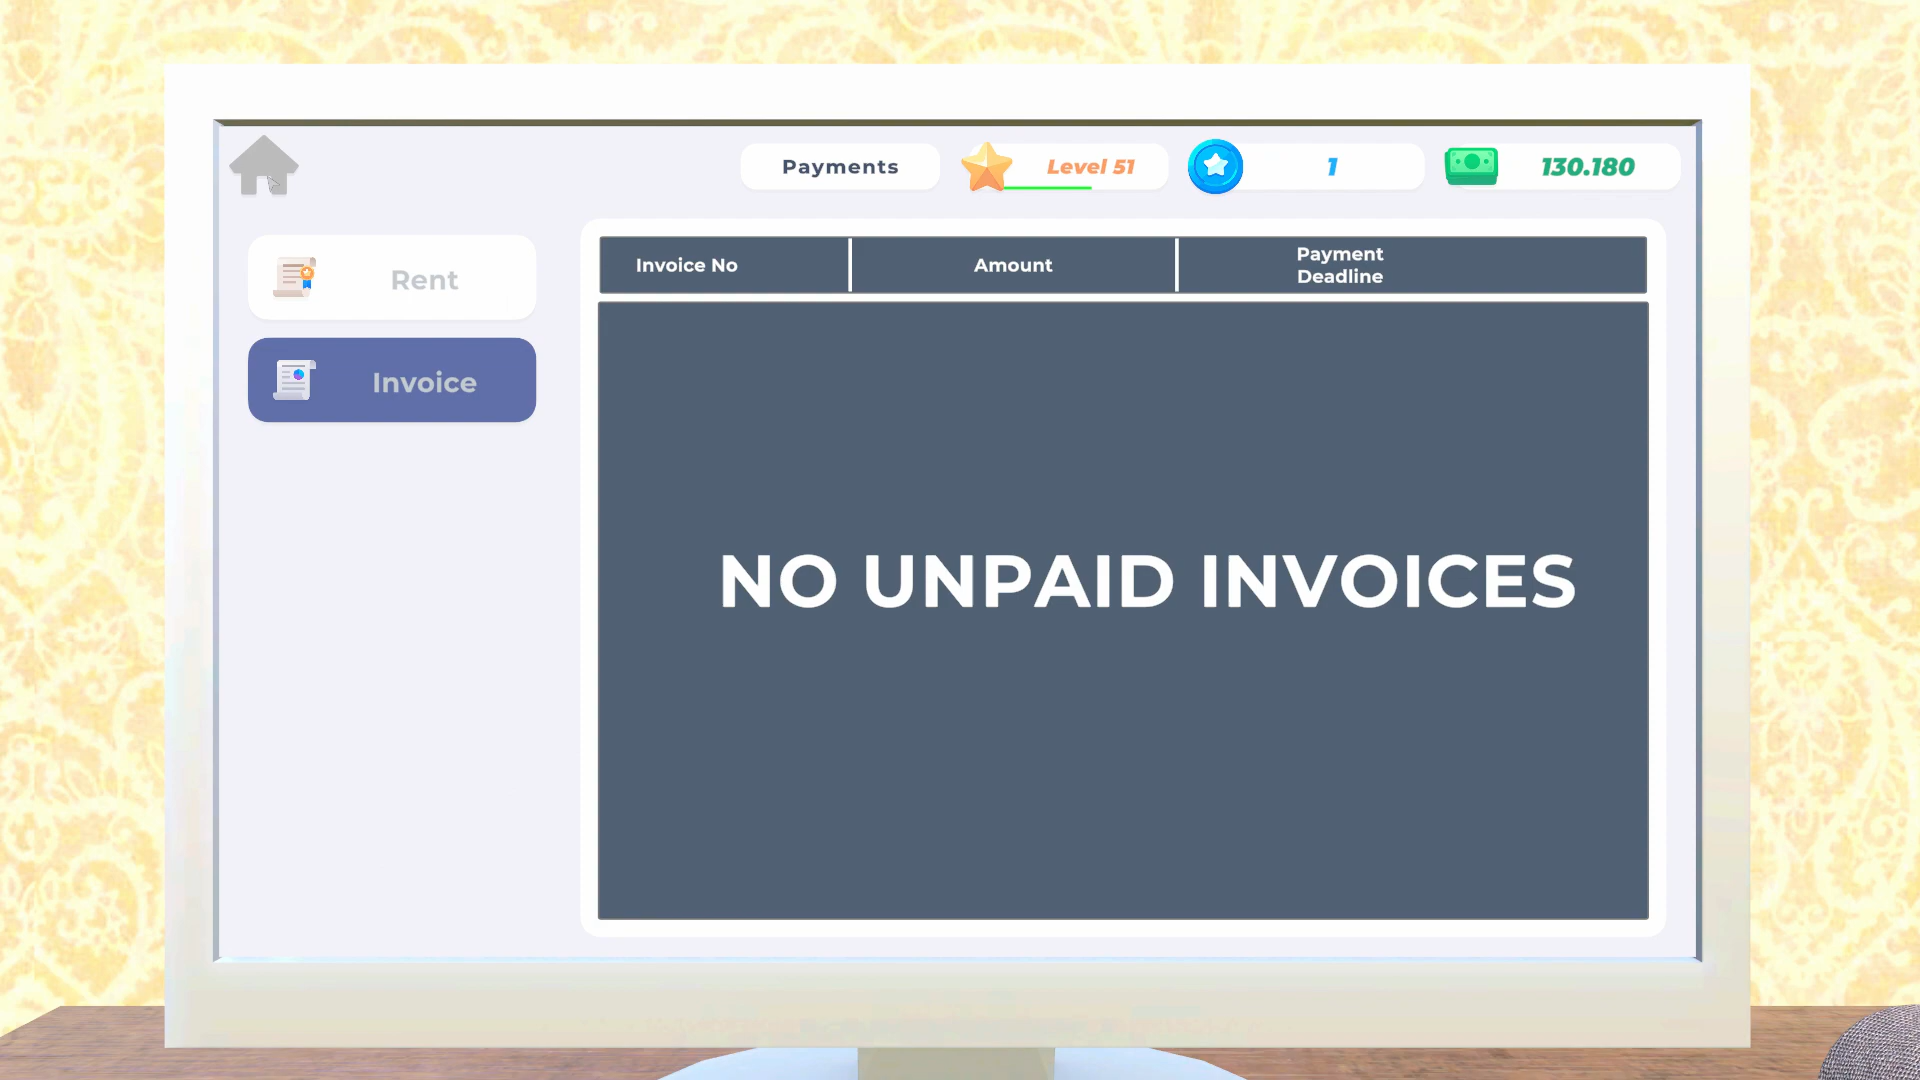 Payments
Level 51
1
130.180
Rent
Invoice
Invoice No
Amount
Payment
Deadline
NO UNPAID INVOICES